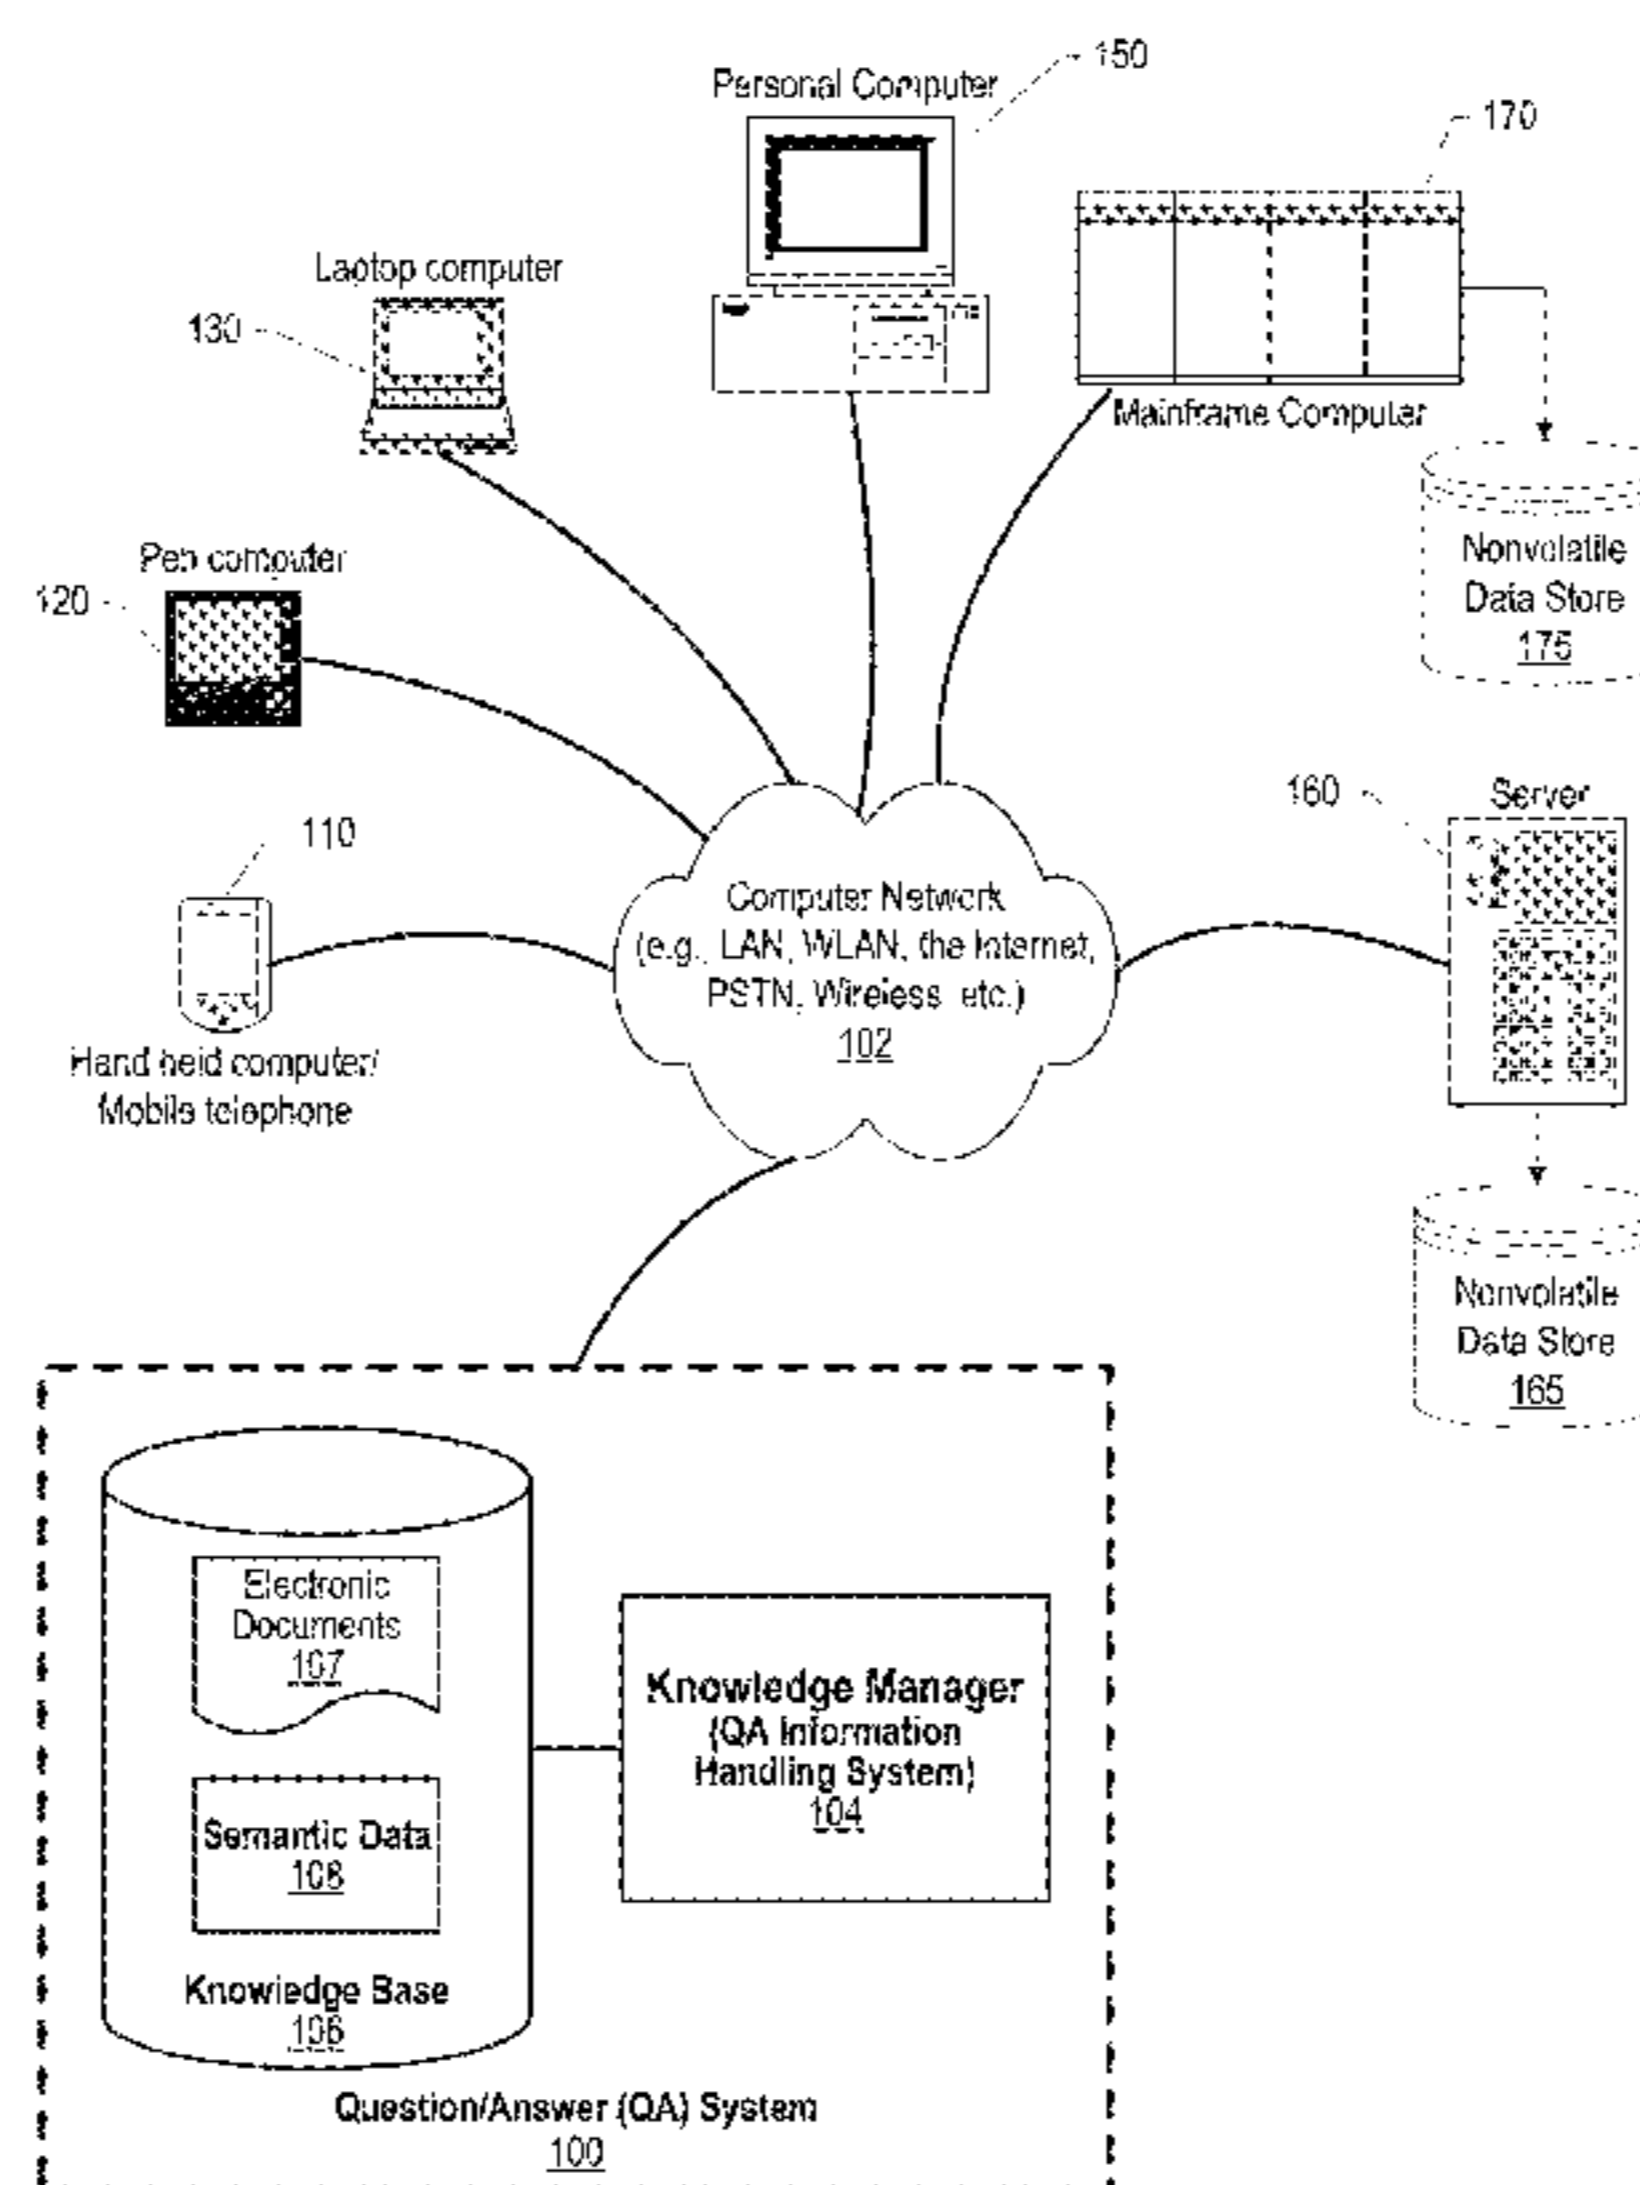 150
Personal Computer
170
Laptop computer
130
Mainframe Computer
Pen computer
120
Nonvolatile
Data Store
175
160
Server
110
Computer Network
(e.g., LAN, WLAN, the Internet,
PSTN, Wireless, etc.)
102
Hand held computer/
Mobile telephone
Nonvolatile
Data Store
165
Electronic
Documents
107
Knowledge Manager
(QA Information
Handling System)
104
Semantic Data
108
Knowledge Base
106
Question/Answer (QA) System
100